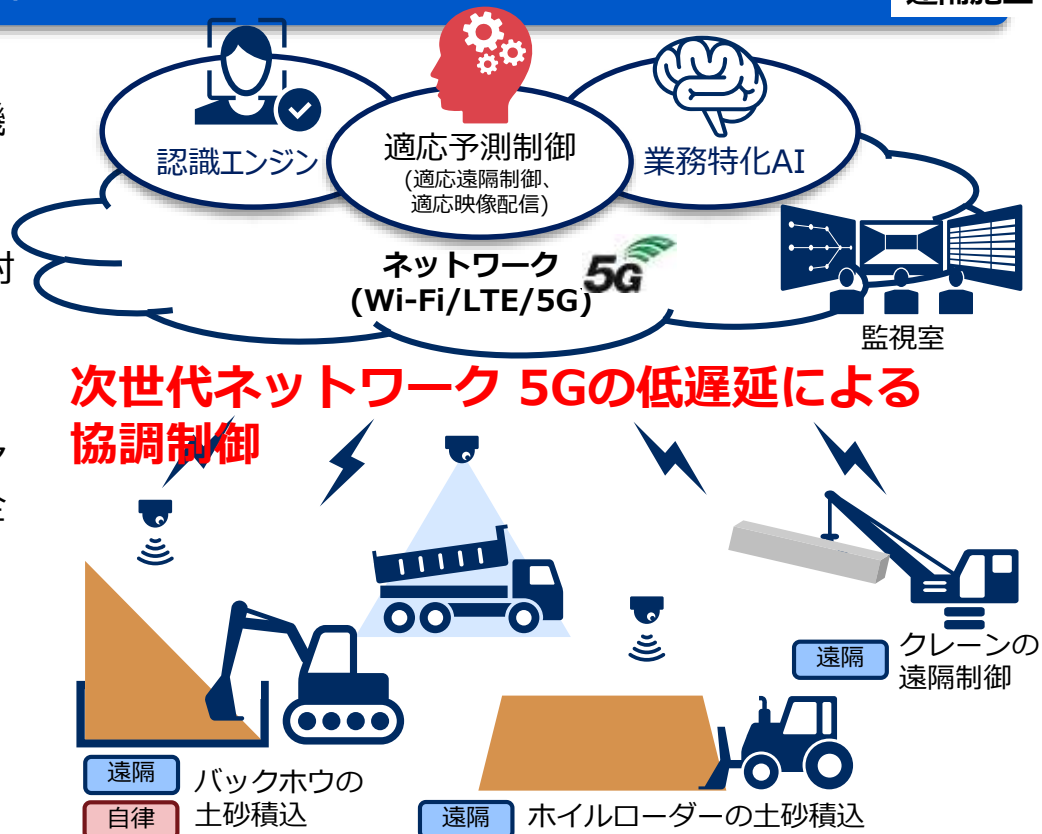 認識エンジン
適応予測制御
(適応遠隔制御、
適応映像配信)
業務特化AI
ネットワーク
(Wi-Fi/LTE/5G)
5G
監視室
次世代ネットワーク 5Gの低遅延による
協調制御
遠隔
クレーンの
遠隔制御
遠隔
自律
バックホウの
土砂積込
遠隔
ホイルローダーの土砂積込